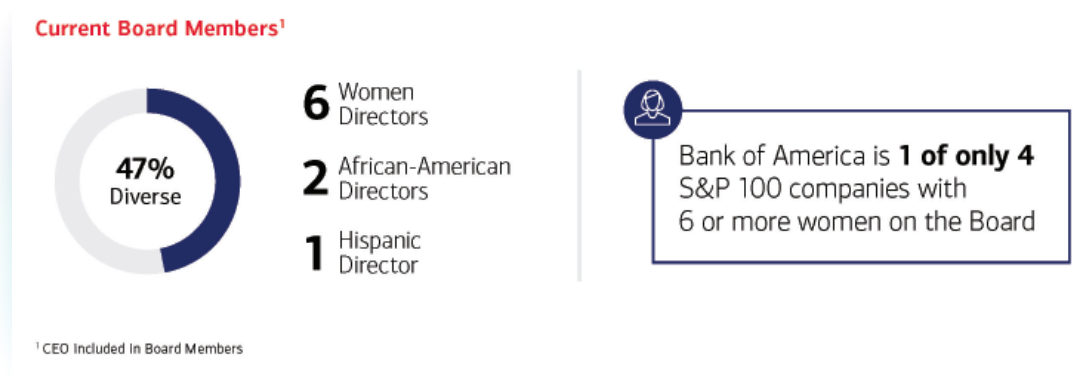 Current Board Members¹
47%
Diverse
6 Women
Directors
2 African-American
Directors
1 Hispanic
Director
Bank of America is 1 of only 4
S&P 100 companies with
6 or more women on the Board
¹ CEO Included In Board Members